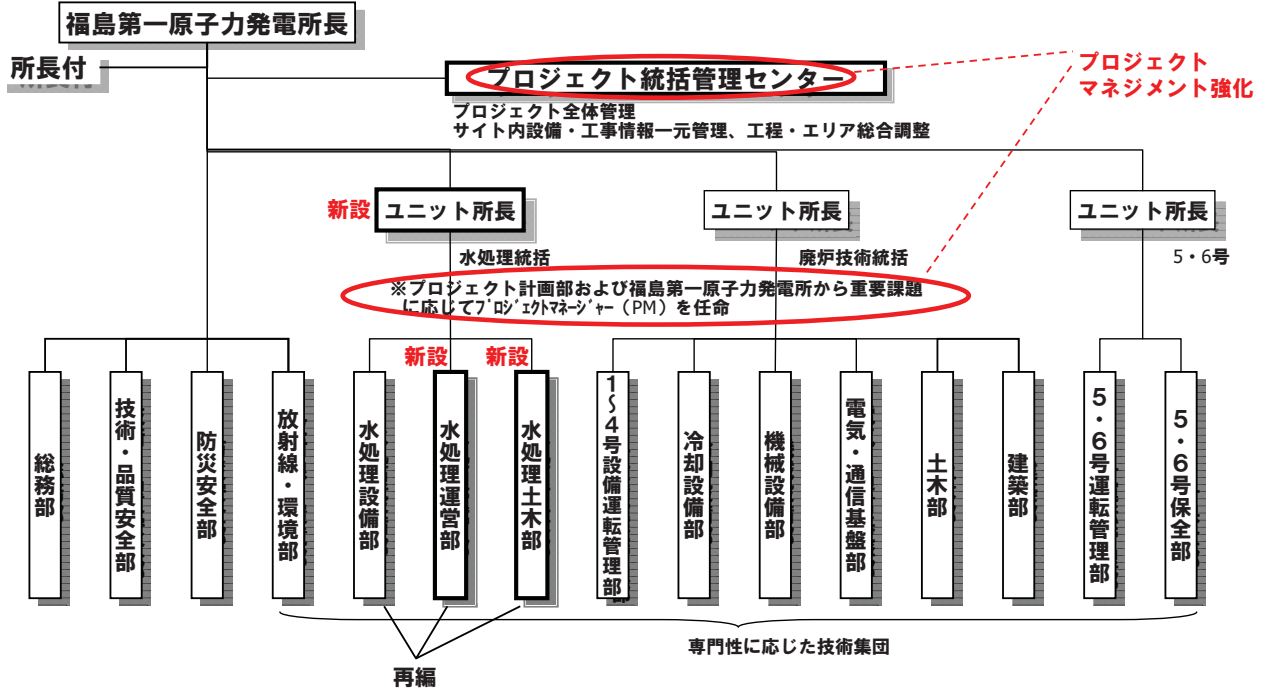 福島第一原子力発電所長
所長付
プロジェクト統括管理センター
プロジェクト
マネジメント強化
プロジェクト全体管理
サイト内設備・工事情報一元管理、工程・エリア総合調整
新設
ユニット所長
ユニット所長
ユニット所長
水処理統括
廃炉技術統括
5・6号
※プロジェクト計画部および福島第一原子力発電所から重要課題
に応じてプロジェクトマネージャー（PM）を任命
新設
新設
総務部
技術・品質安全部
防災安全部
放射線・環境部
水処理設備部
水処理運営部
水処理土木部
1～4号設備運転管理部
冷却設備部
機械設備部
電気・通信基盤部
土木部
建築部
5・6号運転管理部
5・6号保全部
専門性に応じた技術集団
再編